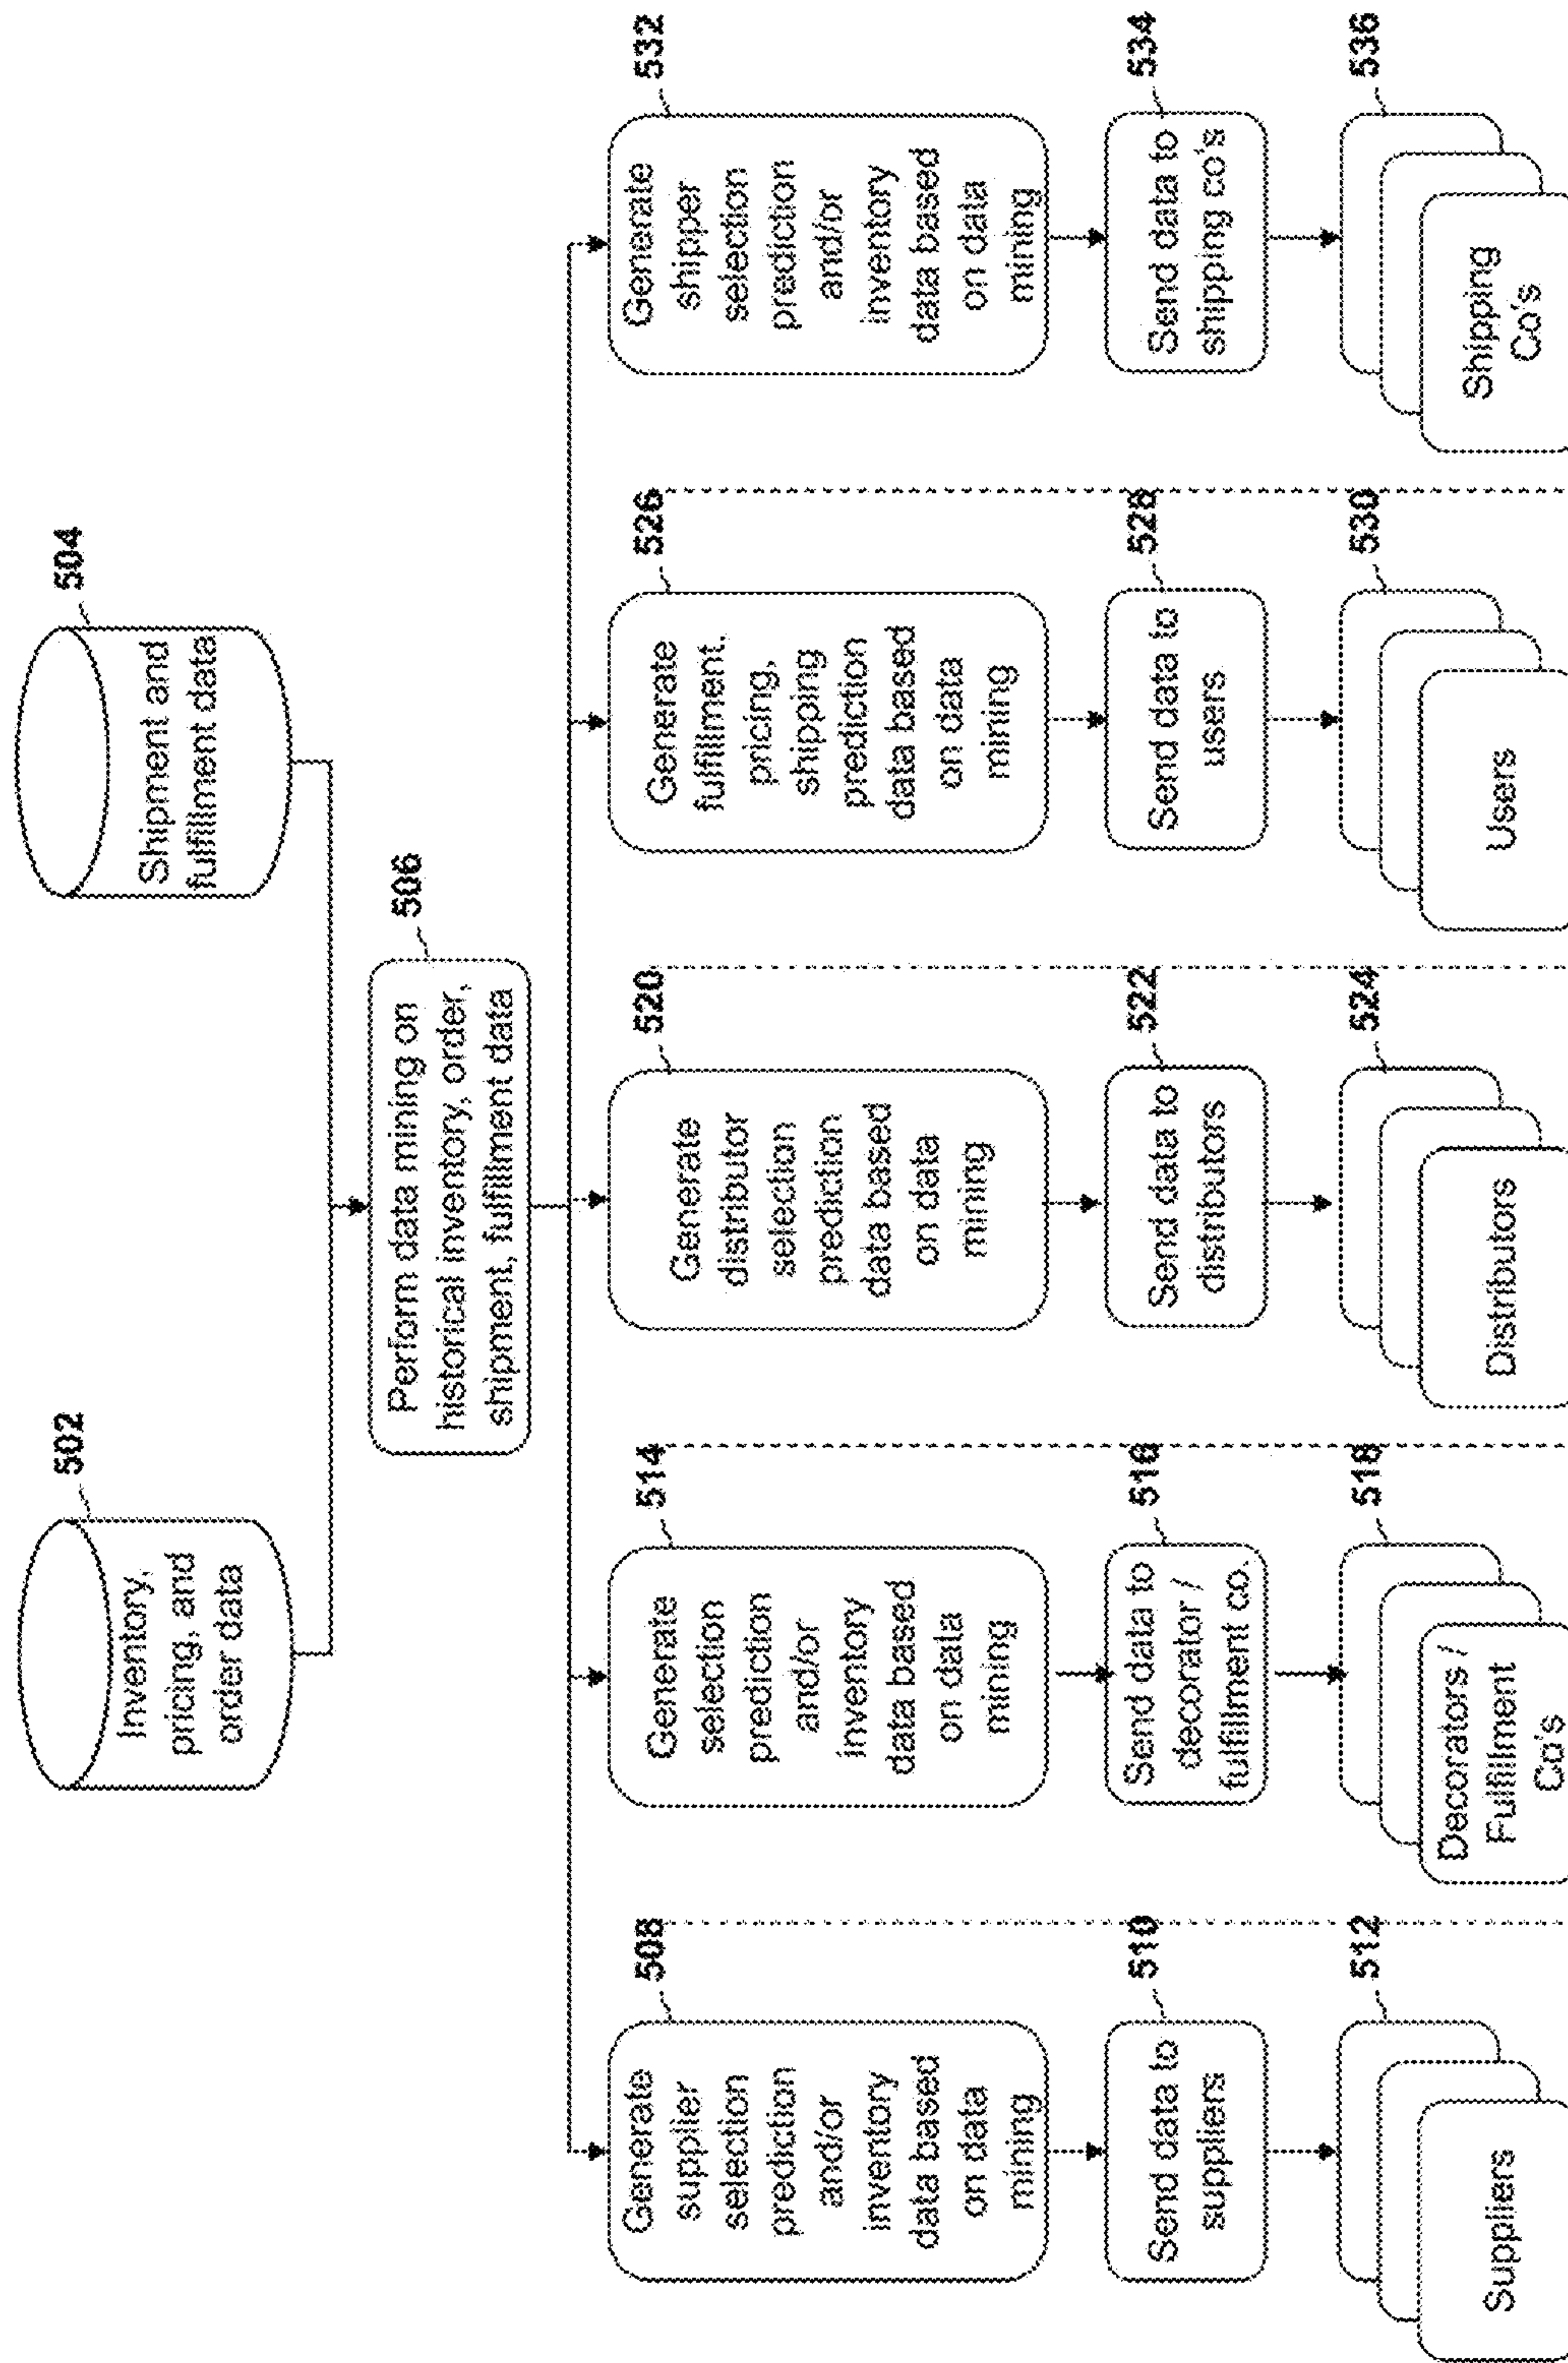 502
Inventory,
pricing, and
order data
504
Shipment and
fulfillment data
506
Perform data mining on
historical inventory, order,
shipment, fulfillment data
508
Generate
supplier
selection
prediction
and/or
inventory
data based
on data
mining
514
Generate
selection
prediction
and/or
inventory
data based
on data
mining
520
Generate
distributor
selection
prediction
data based
on data
mining
526
Generate
fulfillment,
pricing,
shipping
prediction
data based
on data
mining
532
Generate
shipper
selection
prediction
and/or
inventory
data based
on data
mining
510
Send data to
suppliers
516
Send data to
decorator /
fulfillment co.
522
Send data to
distributors
528
Send data to
users
534
Send data to
shipping co's
512
Suppliers
518
Decorators /
Fulfillment
Co's
524
Distributors
530
Users
536
Shipping
Co's